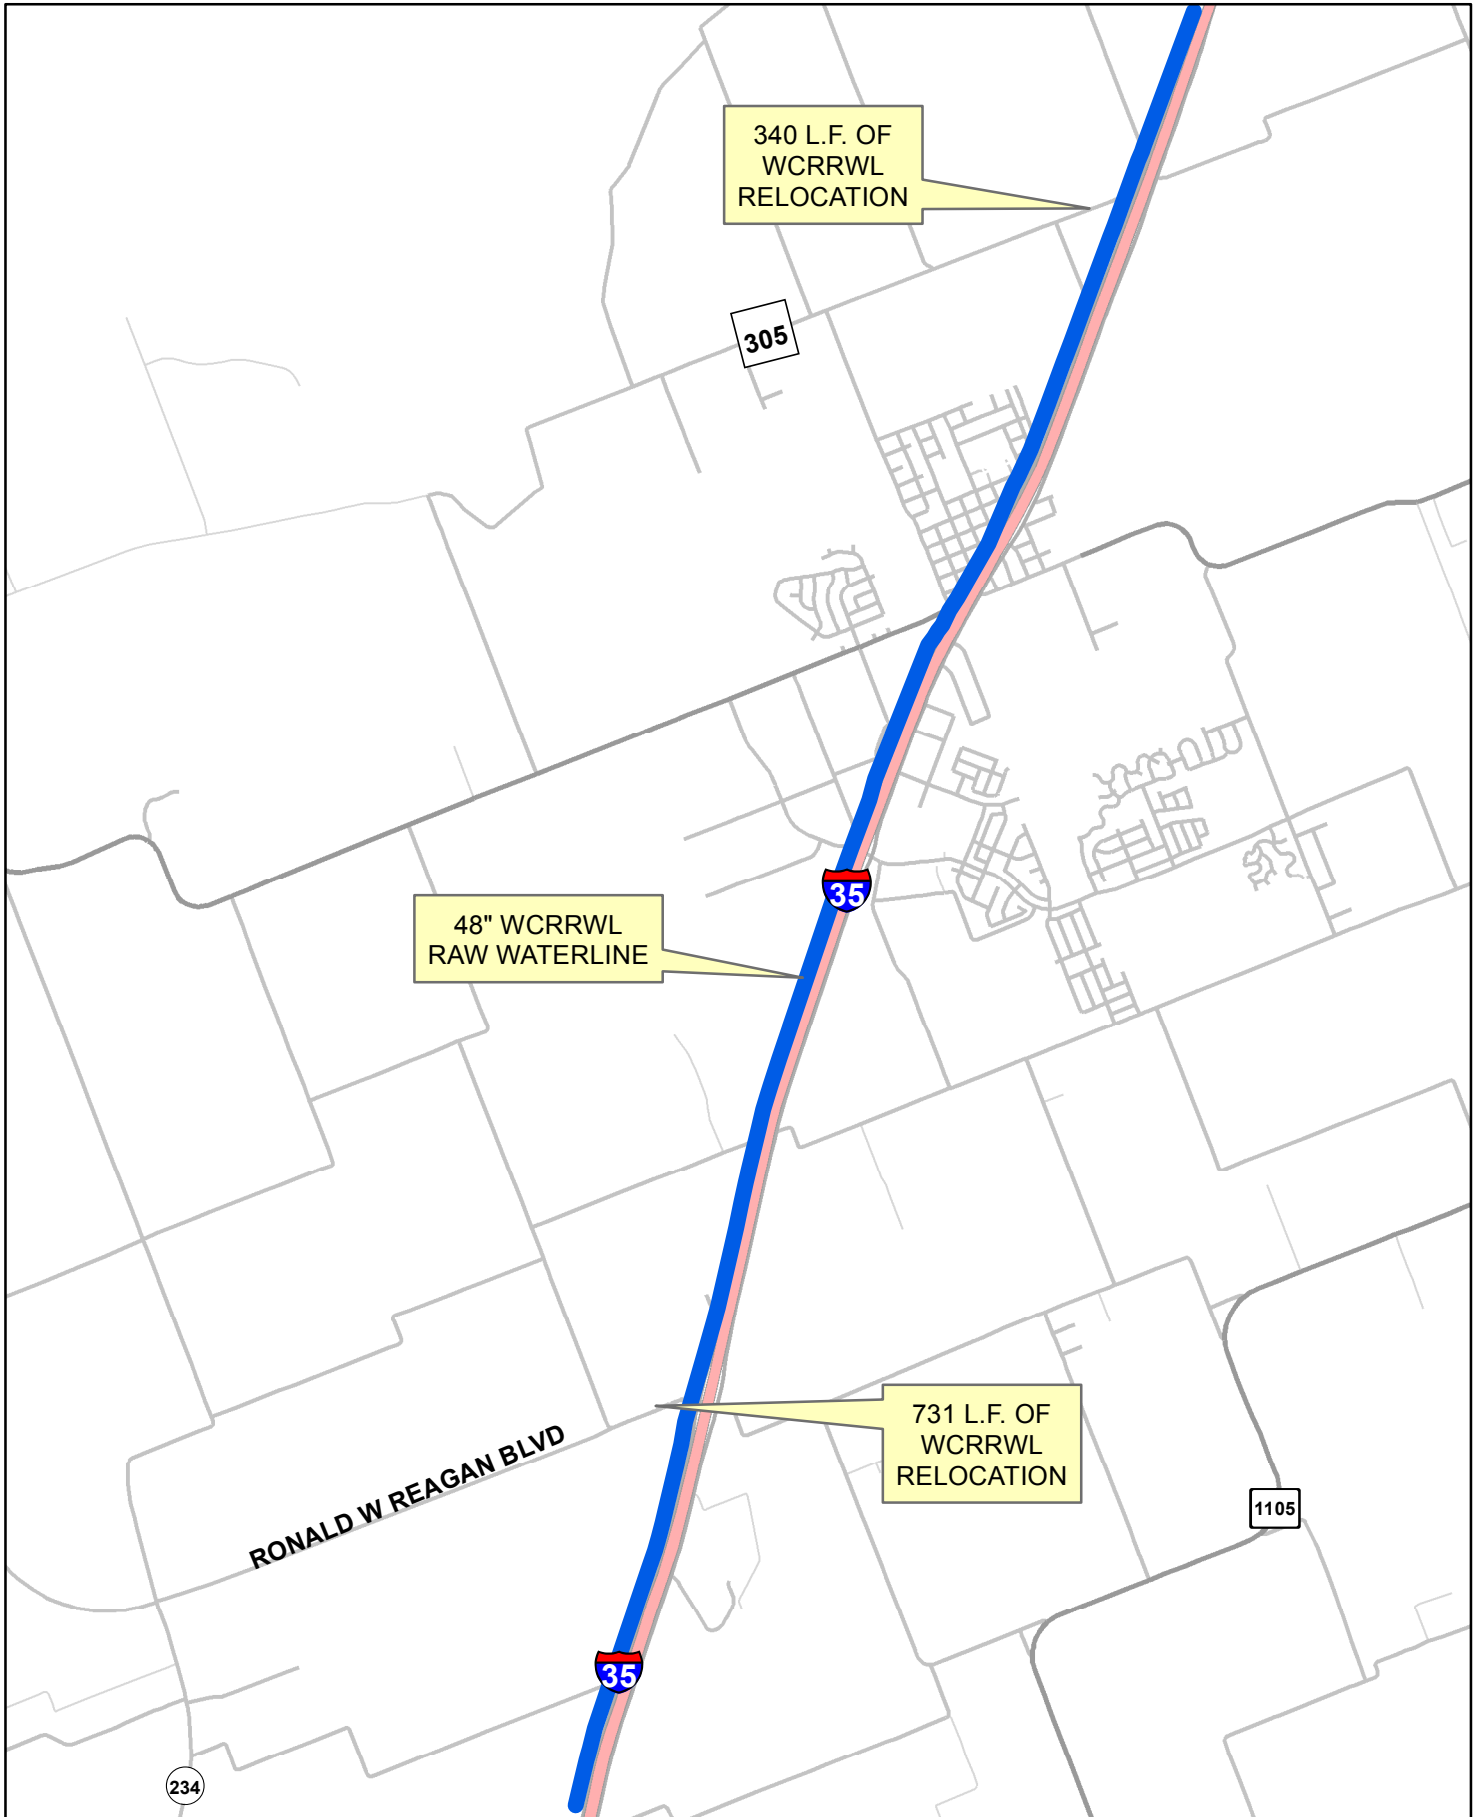 340 L.F. OF
WCRRWL
RELOCATION
305
35
48" WCRRWL
RAW WATERLINE
731 L.F. OF
WCRRWL
RELOCATION
RONALD W REAGAN BLVD
1105
35
234